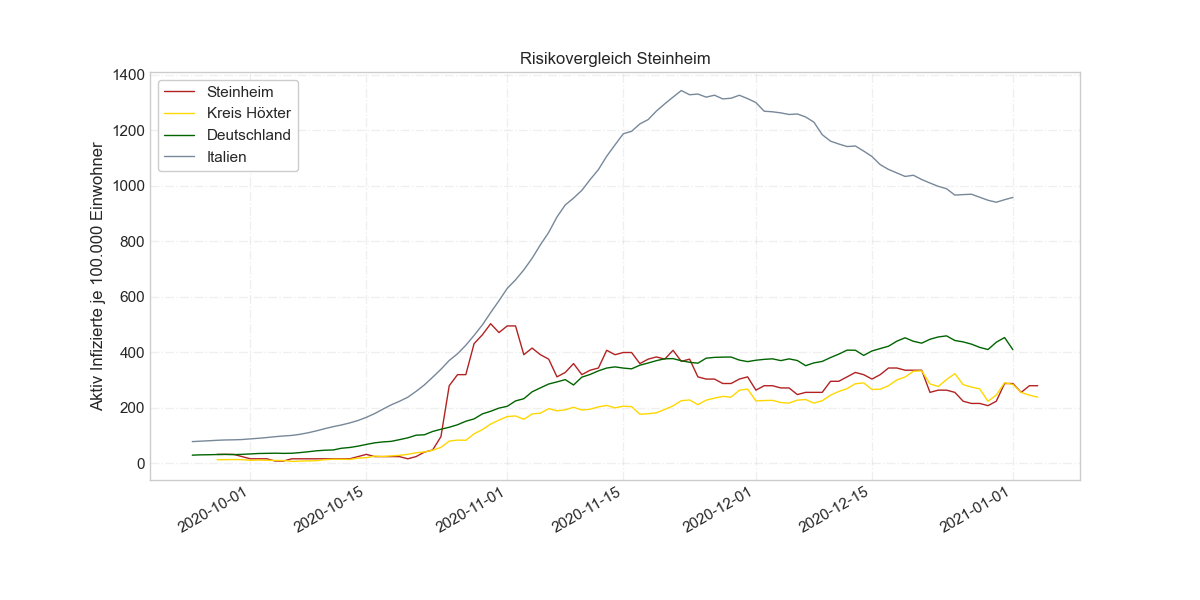 Risikovergleich Steinheim
Aktiv Infizierte je 100.000 Einwohner
1400
1200
1000
800
600
400
200
0
Steinheim
Kreis Höxter
Deutschland
Italien
2020-10-01
2020-10-15
2020-11-01
2020-11-15
2020-12-01
2020-12-15
2021-01-01